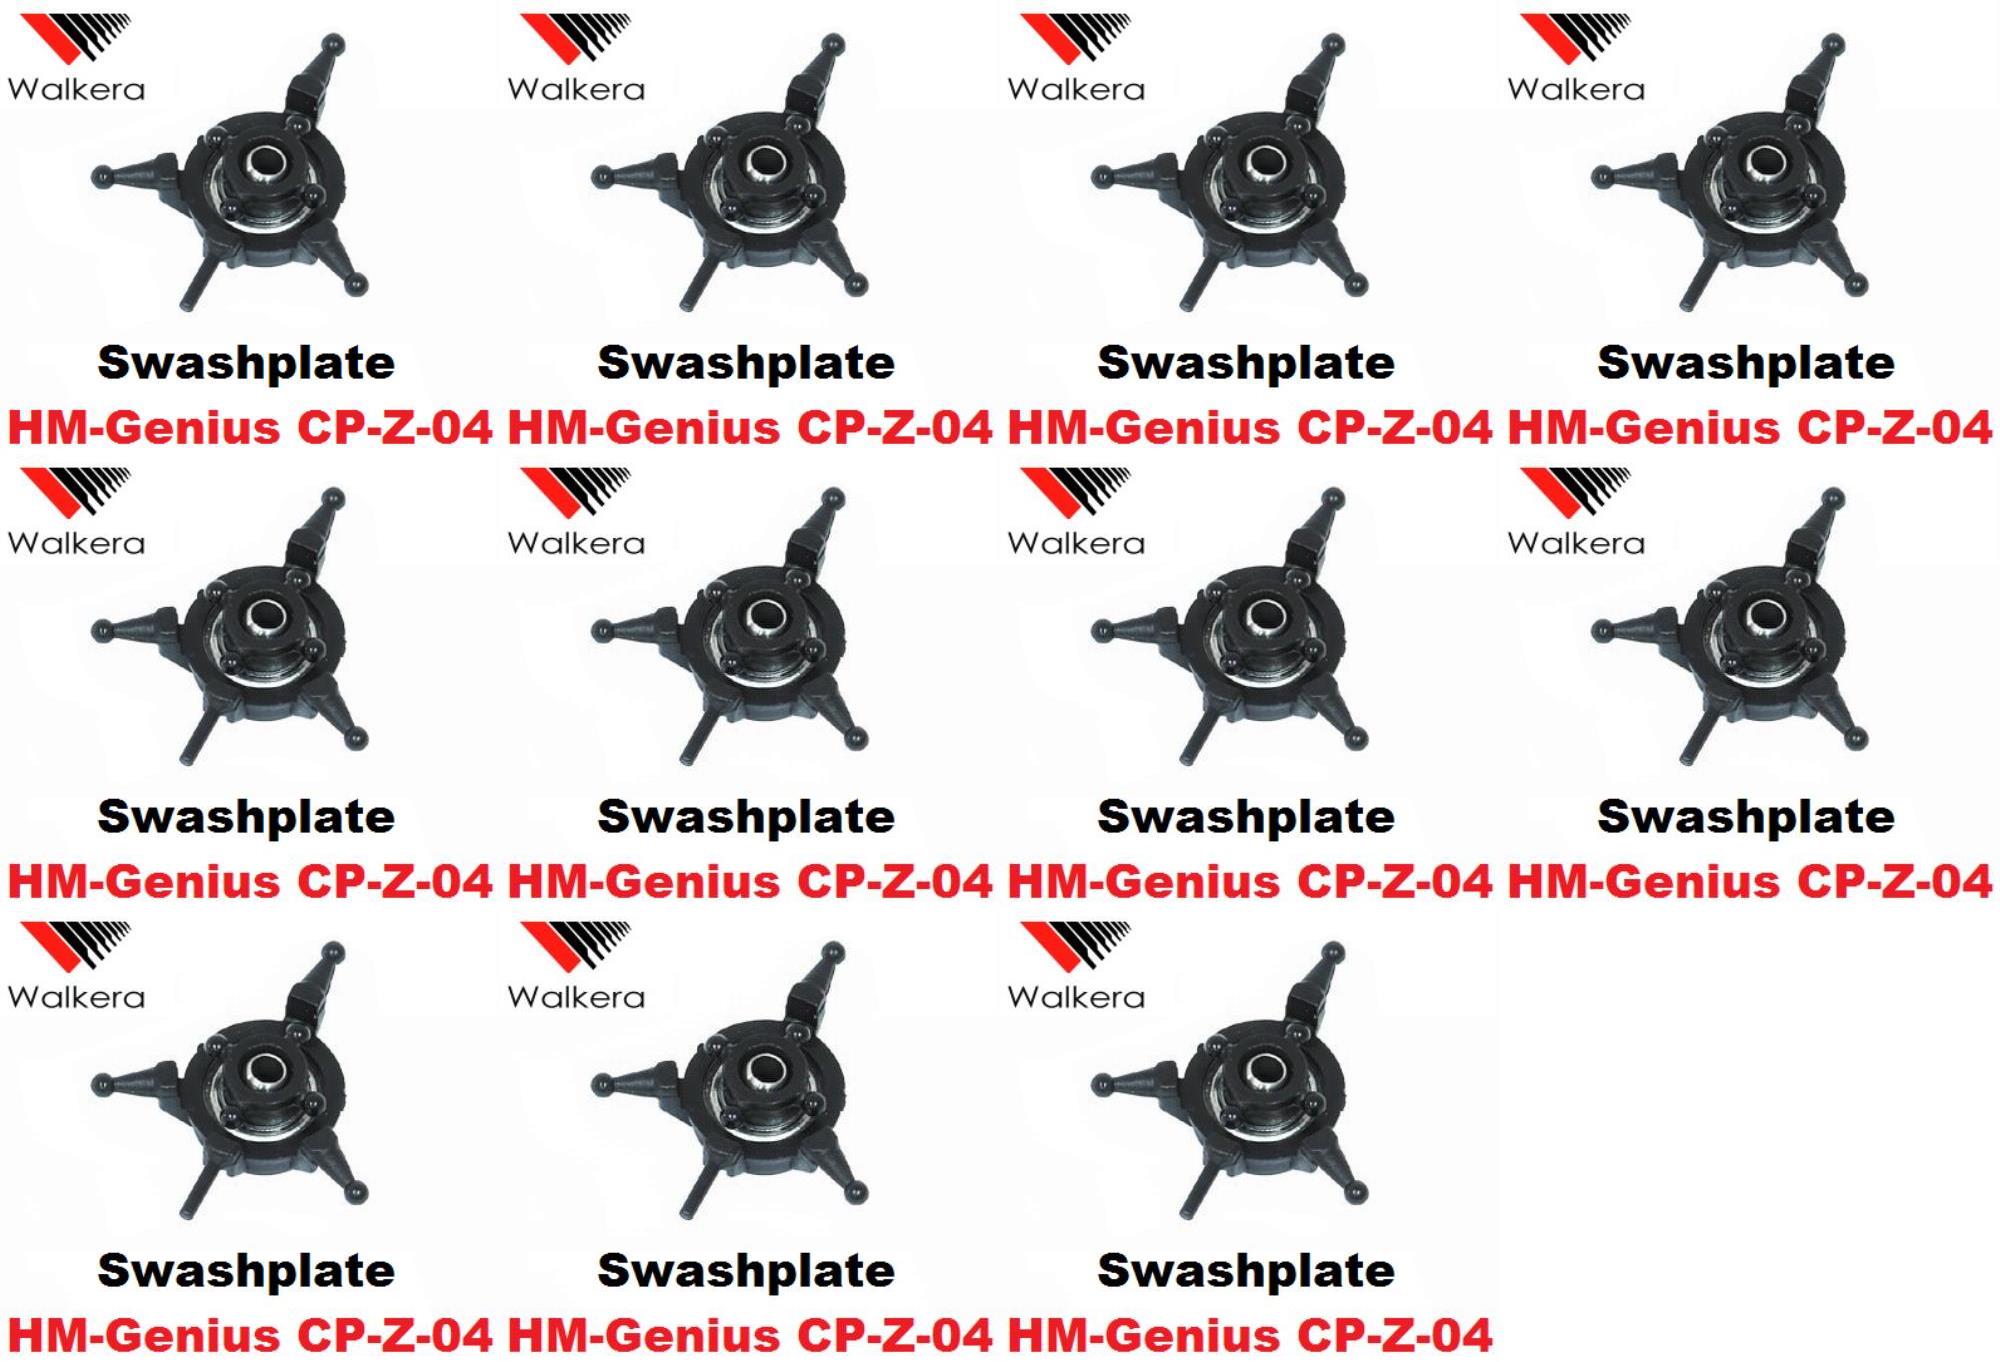 Walkera Walkera Walkera Walkera
Swashplate Swashplate Swashplate Swashplate
HM-Genius CP-Z-04 HM-Genius CP-Z-04 HM-Genius CP-Z-04 HM-Genius CP-Z-04
Walkera Walkera Walkera Walkera
Swashplate Swashplate Swashplate Swashplate
HM-Genius CP-Z-04 HM-Genius CP-Z-04 HM-Genius CP-Z-04 HM-Genius CP-Z-04
Walkera Walkera Walkera
Swashplate Swashplate Swashplate
HM-Genius CP-Z-04 HM-Genius CP-Z-04 HM-Genius CP-Z-04